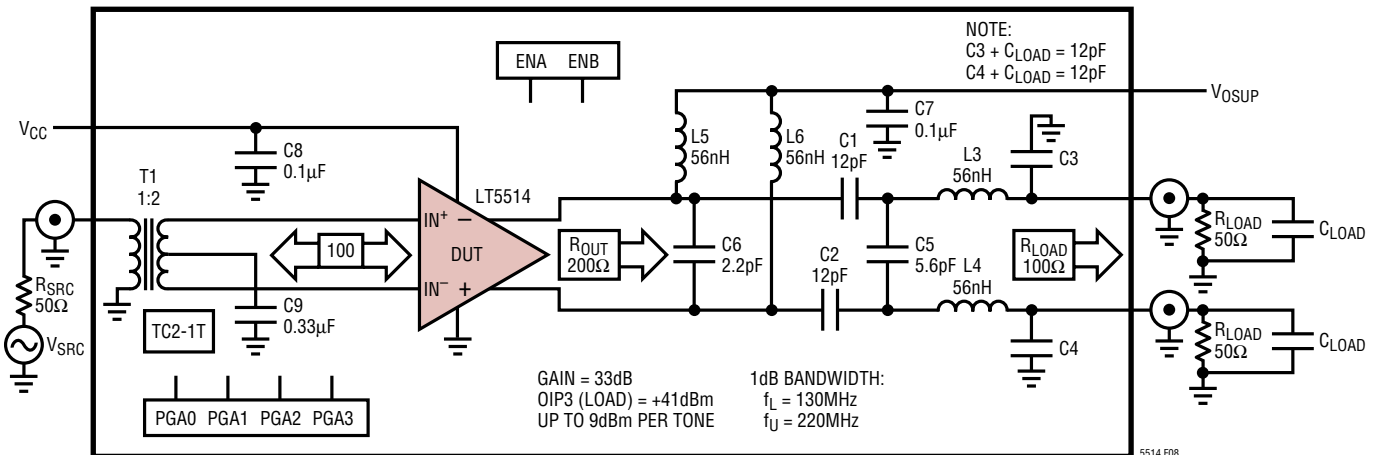 NOTE:
C3 + CLOAD = 12pF
C4 + CLOAD = 12pF
ENA ENB
VOSUP
VCC
C8
0.1µF
L5
56nH
L6
56nH
C1
12pF
C7
0.1µF
L3
56nH
C3
T1
1:2
LT5514
IN+ −
DUT
IN− +
100
ROUT
200Ω
C6
2.2pF
C2
12pF
C5
5.6pF
L4
56nH
RLOAD
100Ω
RLOAD
50Ω
CLOAD
RSRC
50Ω
VSRC
TC2-1T
C9
0.33µF
C4
RLOAD
50Ω
CLOAD
PGA0 PGA1 PGA2 PGA3
GAIN = 33dB
OIP3 (LOAD) = +41dBm
UP TO 9dBm PER TONE
1dB BANDWIDTH:
fL = 130MHz
fU = 220MHz
5514 F08